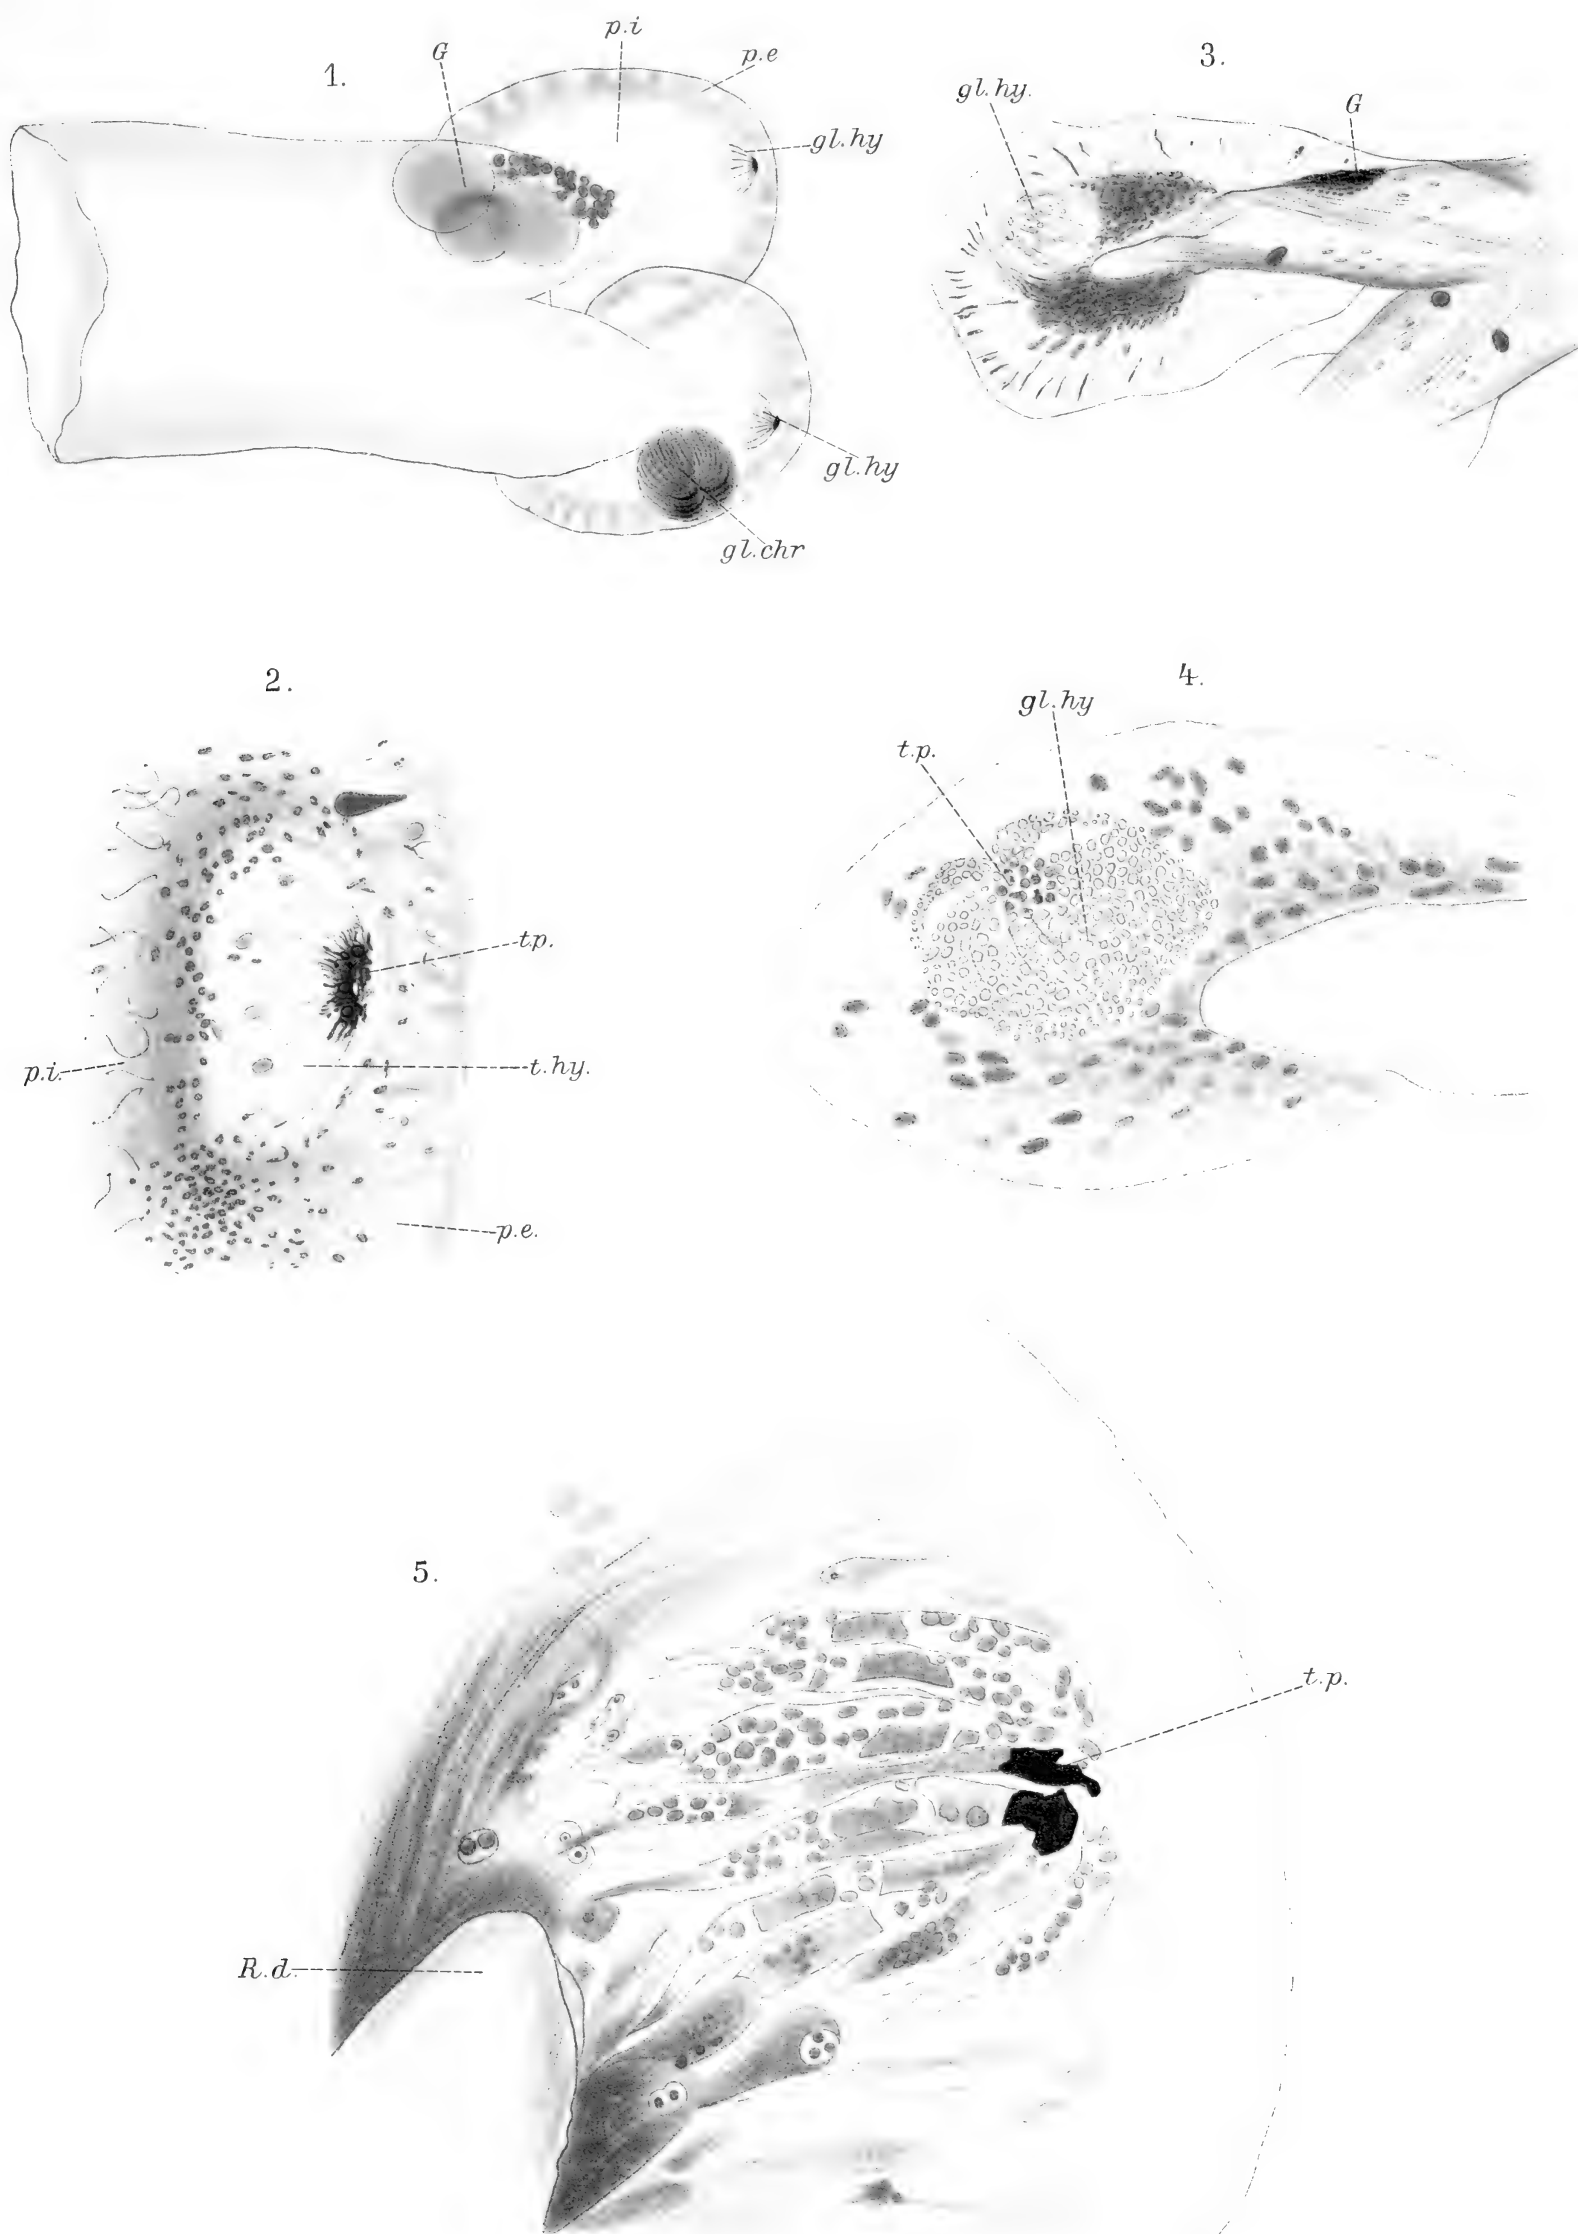 1.
G
p.i
p.e
gl.hy
gl.hy
gl.chr
3.
gl.hy.
G
2.
t.p.
p.i.
t.hy.
p.e.
4.
gl.hy
t.p.
5.
t.p.
R.d.